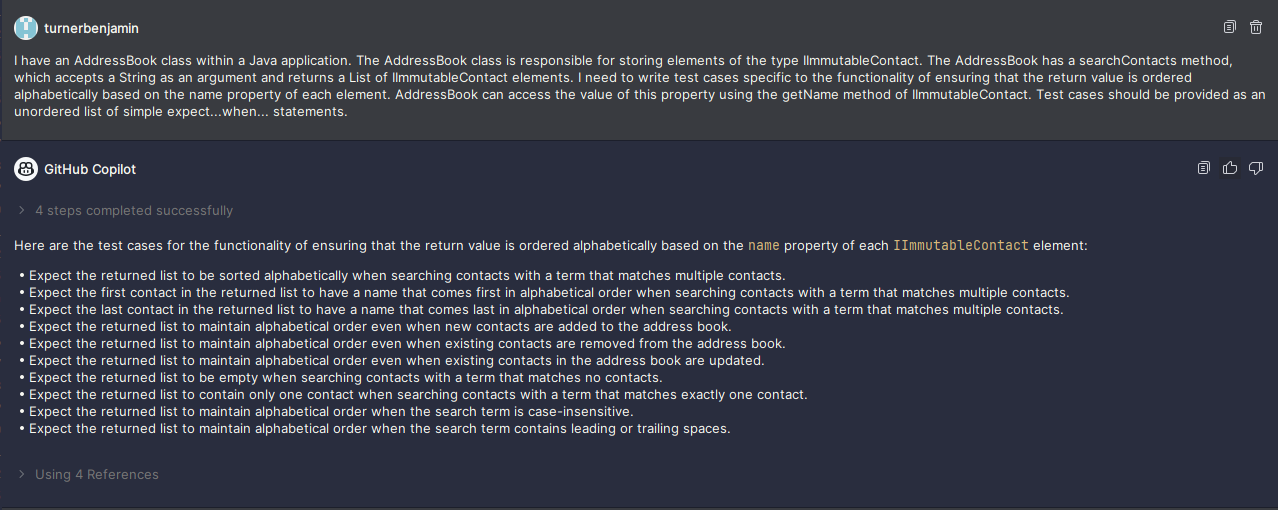 turnerbenjamin
I have an AddressBook class within a Java application. The AddressBook class is responsible for storing elements of the type IImmutableContact. The AddressBook has a searchContacts method,
which accepts a String as an argument and returns a List of IImmutableContact elements. I need to write test cases specific to the functionality of ensuring that the return value is ordered
alphabetically based on the name property of each element. AddressBook can access the value of this property using the getName method of IImmutableContact. Test cases should be provided as an
unordered list of simple expect...when... statements.
GitHub Copilot
4 steps completed successfully
Here are the test cases for the functionality of ensuring that the return value is ordered alphabetically based on the name property of each IImmutableContact element:
• Expect the returned list to be sorted alphabetically when searching contacts with a term that matches multiple contacts.
• Expect the first contact in the returned list to have a name that comes first in alphabetical order when searching contacts with a term that matches multiple contacts.
• Expect the last contact in the returned list to have a name that comes last in alphabetical order when searching contacts with a term that matches multiple contacts.
• Expect the returned list to maintain alphabetical order even when new contacts are added to the address book.
• Expect the returned list to maintain alphabetical order even when existing contacts are removed from the address book.
• Expect the returned list to maintain alphabetical order even when existing contacts in the address book are updated.
• Expect the returned list to be empty when searching contacts with a term that matches no contacts.
• Expect the returned list to contain only one contact when searching contacts with a term that matches exactly one contact.
• Expect the returned list to maintain alphabetical order when the search term is case-insensitive.
• Expect the returned list to maintain alphabetical order when the search term contains leading or trailing spaces.
Using 4 References